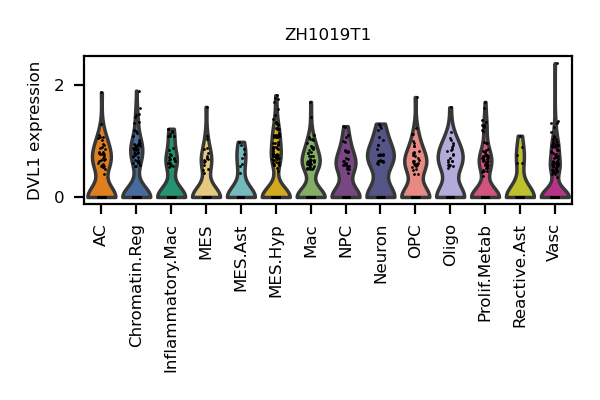 ZH1019T1
DVL1 expression
2
0
AC
Chromatin.Reg
Inflammatory.Mac
MES
MES.Ast
MES.Hyp
Mac
NPC
Neuron
OPC
Oligo
Prolif.Metab
Reactive.Ast
Vasc